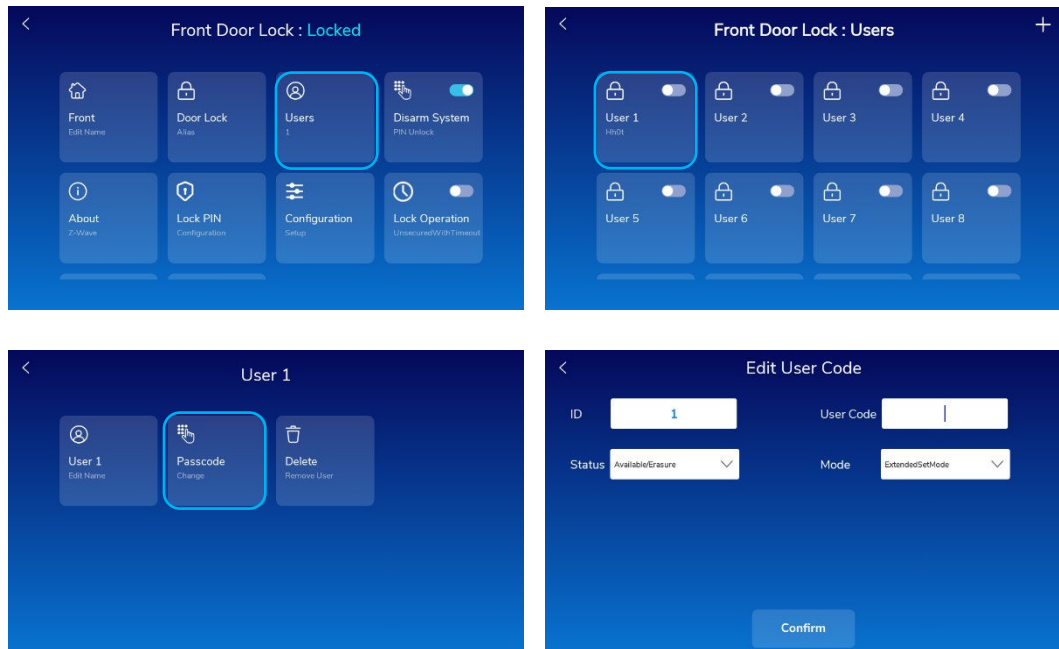 Front Door Lock : Locked
Front
Edit Name
Door Lock
Alias
Users
1
Disarm System
PIN Unlock
About
Z-Wave
Lock PIN
Configuration
Configuration
Setup
Lock Operation
UnsecuredWithTimeout
Front Door Lock : Users
User 1
Hh0t
User 2
User 3
User 4
User 5
User 6
User 7
User 8
User 1
User 1
Edit Name
Passcode
Change
Delete
Remove User
Edit User Code
ID 1 User Code
Status Available/Erasure Mode ExtendedSetMode
Confirm